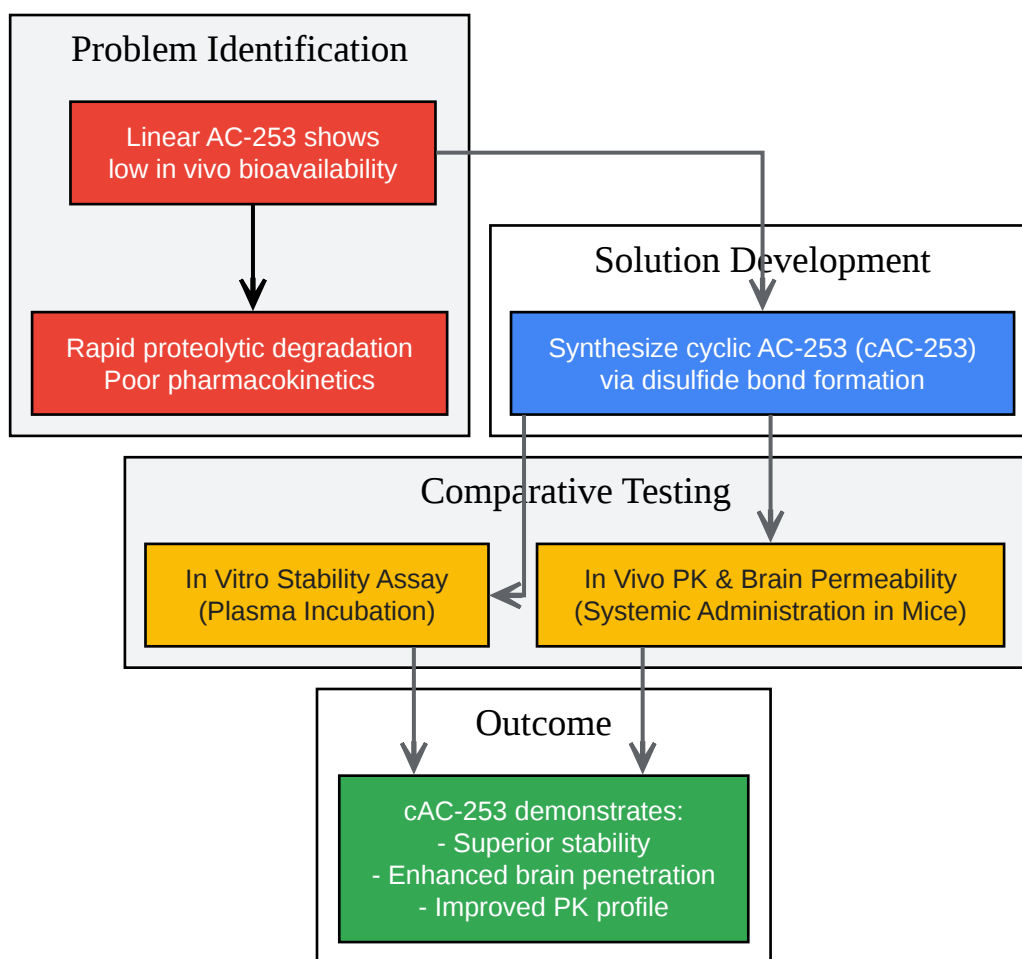 Problem Identification
Linear AC-253 shows
low in vivo bioavailability
Rapid proteolytic degradation
Poor pharmacokinetics
Solution Development
Synthesize cyclic AC-253 (cAC-253)
via disulfide bond formation
Comparative Testing
In Vitro Stability Assay
(Plasma Incubation)
In Vivo PK & Brain Permeability
(Systemic Administration in Mice)
Outcome
cAC-253 demonstrates:
- Superior stability
- Enhanced brain penetration
- Improved PK profile